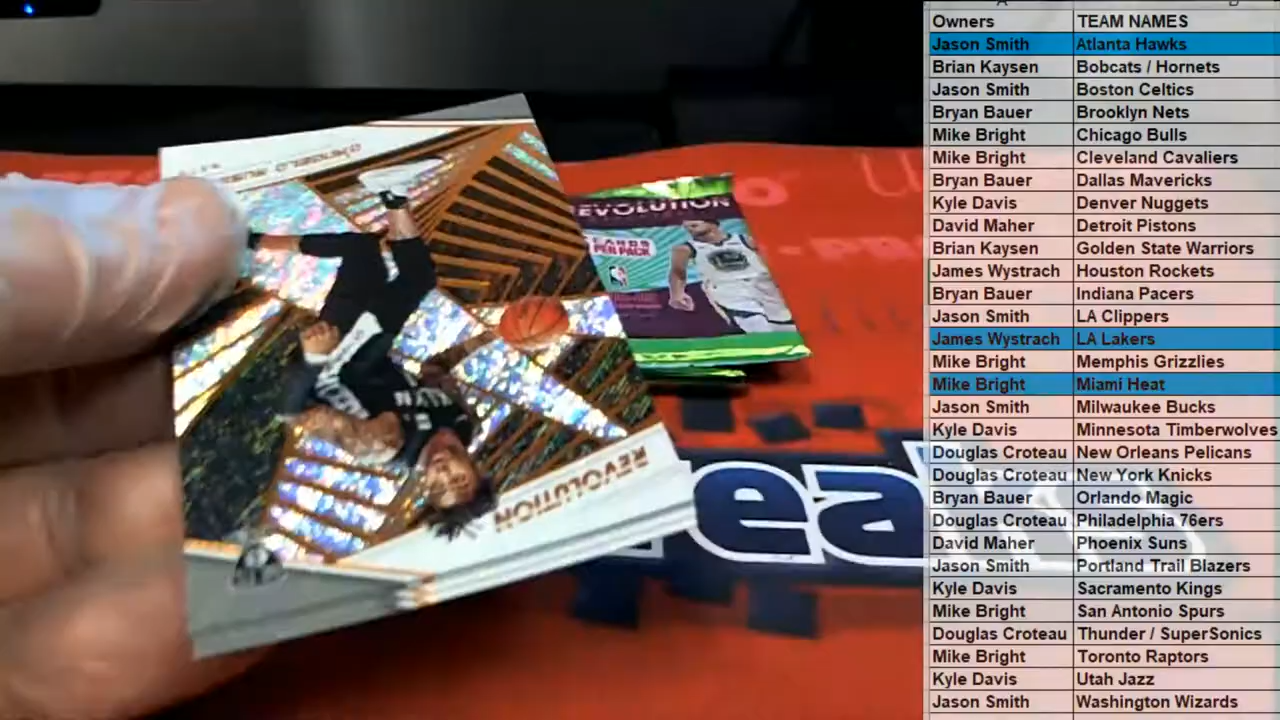 Owners TEAM NAMES
Jason Smith Atlanta Hawks
Brian Kaysen Bobcats / Hornets
Jason Smith Boston Celtics
Bryan Bauer Brooklyn Nets
Mike Bright Chicago Bulls
Mike Bright Cleveland Cavaliers
Bryan Bauer Dallas Mavericks
Kyle Davis Denver Nuggets
David Maher Detroit Pistons
Brian Kaysen Golden State Warriors
James Wystrach Houston Rockets
Bryan Bauer Indiana Pacers
Jason Smith LA Clippers
James Wystrach LA Lakers
Mike Bright Memphis Grizzlies
Mike Bright Miami Heat
Jason Smith Milwaukee Bucks
Kyle Davis Minnesota Timberwolves
Douglas Croteau New Orleans Pelicans
Douglas Croteau New York Knicks
Bryan Bauer Orlando Magic
Douglas Croteau Philadelphia 76ers
David Maher Phoenix Suns
Jason Smith Portland Trail Blazers
Kyle Davis Sacramento Kings
Mike Bright San Antonio Spurs
Douglas Croteau Thunder / SuperSonics
Mike Bright Toronto Raptors
Kyle Davis Utah Jazz
Jason Smith Washington Wizards
EVOLUTION
CARDS
PER PACK
REVOLUTION
ea